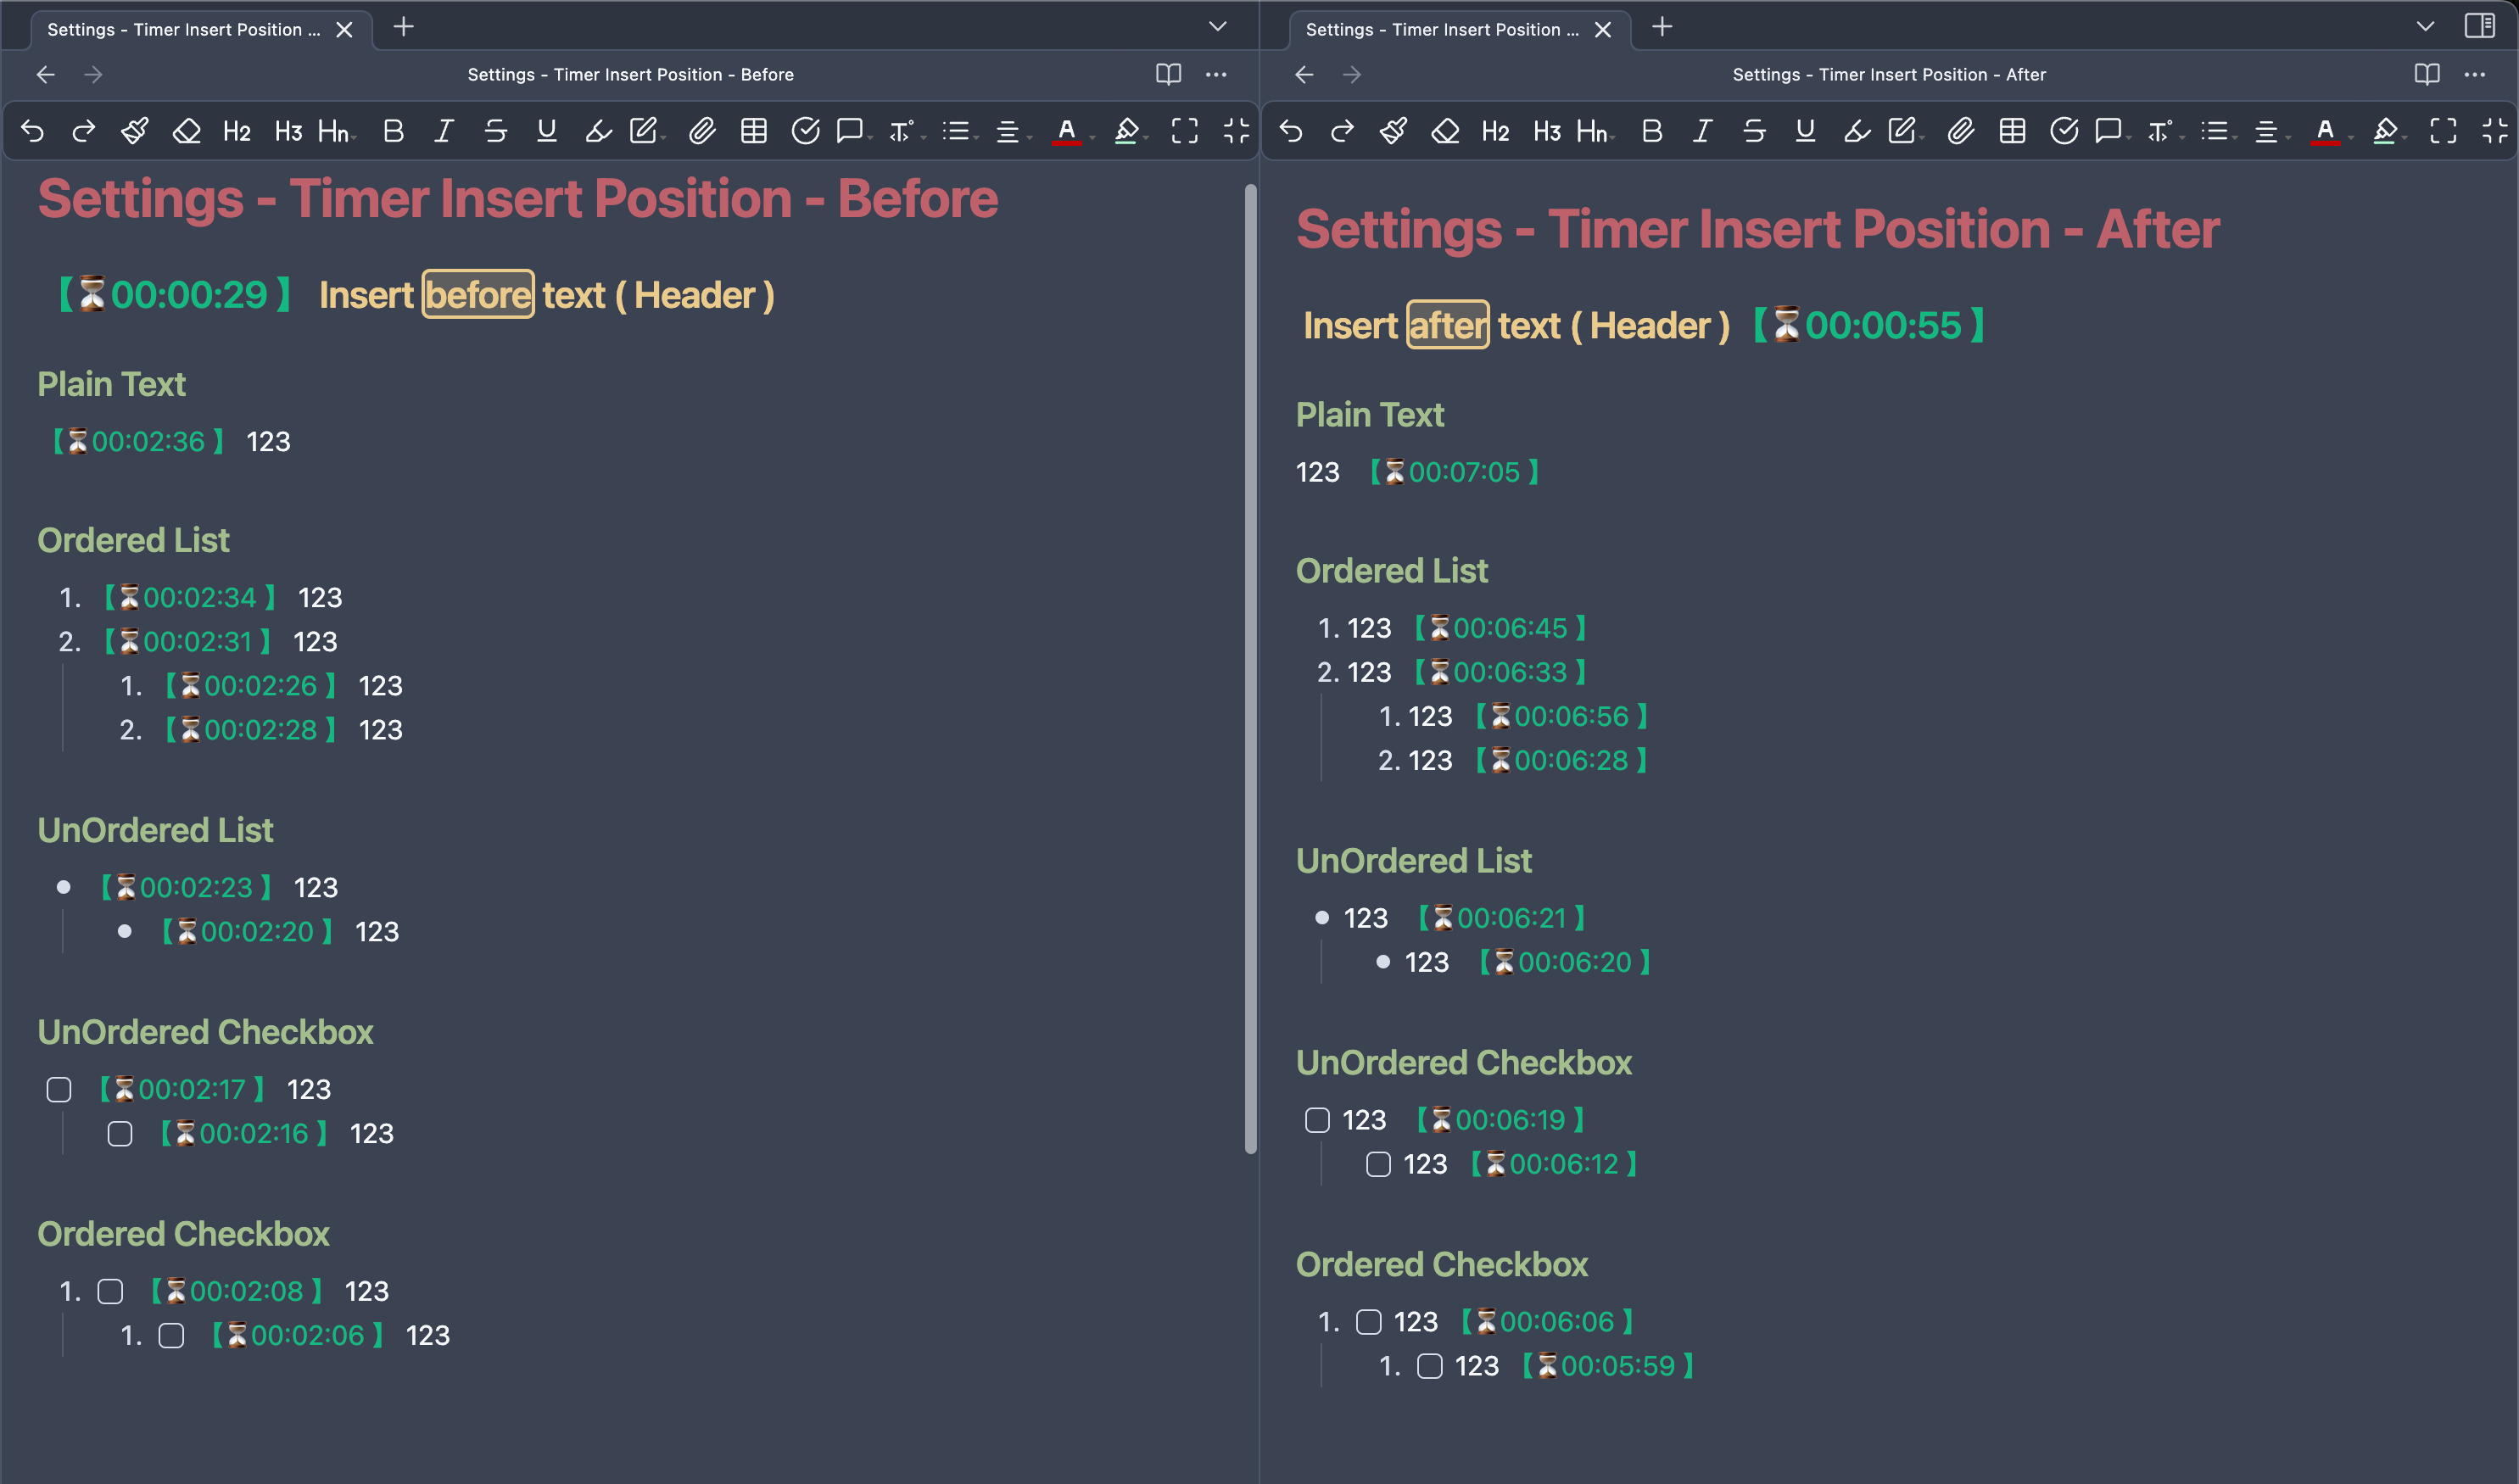 Settings - Timer Insert Position ...
Settings - Timer Insert Position - Before
H2 H3 Hn B I S U A
Settings - Timer Insert Position - Before
【⏳00:00:29 】 Insert before text ( Header )
Plain Text
【⏳00:02:36 】 123
Ordered List
1. 【⏳00:02:34 】 123
2. 【⏳00:02:31 】 123
1. 【⏳00:02:26 】 123
2. 【⏳00:02:28 】 123
UnOrdered List
【⏳00:02:23 】 123
【⏳00:02:20 】 123
UnOrdered Checkbox
【⏳00:02:17 】 123
【⏳00:02:16 】 123
Ordered Checkbox
1. 【⏳00:02:08 】 123
1. 【⏳00:02:06 】 123
Settings - Timer Insert Position ...
Settings - Timer Insert Position - After
H2 H3 Hn B I S U A
Settings - Timer Insert Position - After
Insert after text ( Header ) 【⏳00:00:55 】
Plain Text
123 【⏳00:07:05 】
Ordered List
1. 123 【⏳00:06:45 】
2. 123 【⏳00:06:33 】
1. 123 【⏳00:06:56 】
2. 123 【⏳00:06:28 】
UnOrdered List
123 【⏳00:06:21 】
123 【⏳00:06:20 】
UnOrdered Checkbox
123 【⏳00:06:19 】
123 【⏳00:06:12 】
Ordered Checkbox
1. 123 【⏳00:06:06 】
1. 123 【⏳00:05:59 】